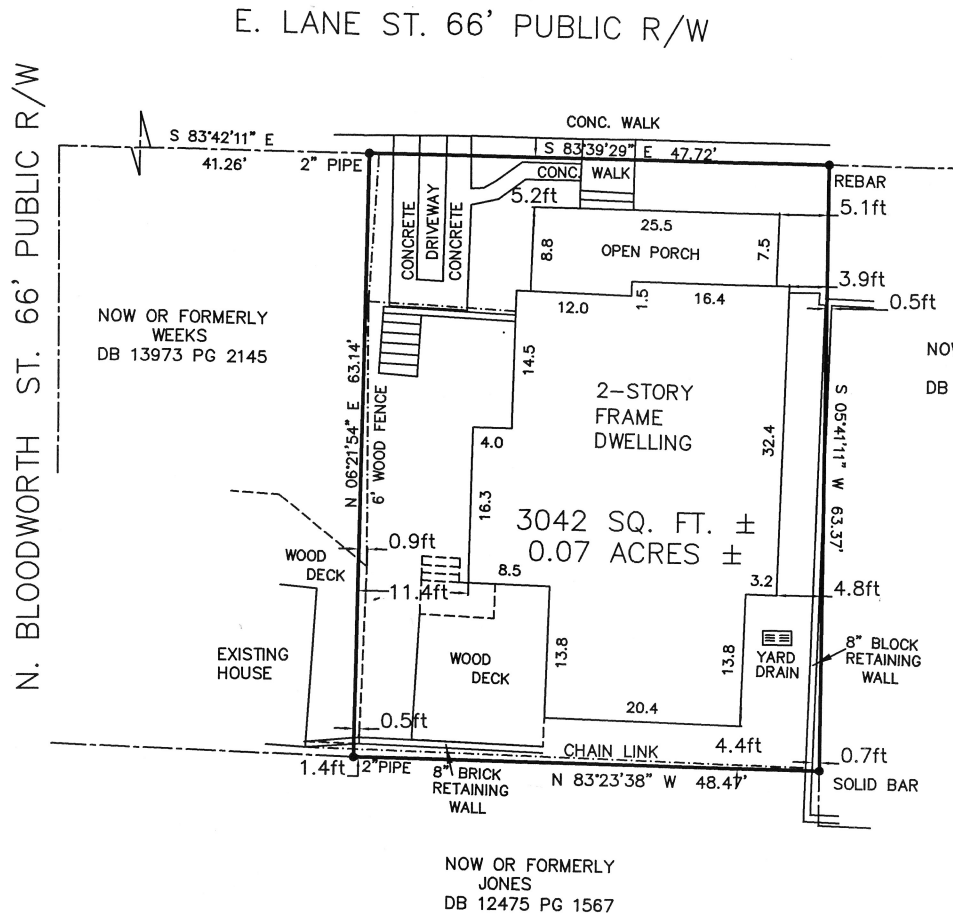 E. LANE ST. 66' PUBLIC R/W
N. BLOODWORTH ST. 66' PUBLIC R/W
CONC. WALK
S 83°42'11" E
41.26'
2" PIPE
S 83°39'29" E 47.72'
CONC. WALK
REBAR
5.2ft
5.1ft
25.5
CONCRETE
DRIVEWAY
CONCRETE
8.8
OPEN PORCH
7.5
3.9ft
12.0
1.5
16.4
0.5ft
NOW OR FORMERLY
WEEKS
DB 13973 PG 2145
NOW
DB
14.5
N 06°21'54" E 63.14'
6' WOOD FENCE
2-STORY
FRAME
DWELLING
4.0
32.4
S 05°41'11" W 63.37'
16.3
3042 SQ. FT. ±
0.07 ACRES ±
0.9ft
WOOD
DECK
8.5
3.2
11.4ft
4.8ft
EXISTING
HOUSE
WOOD
DECK
13.8
13.8
YARD
DRAIN
8" BLOCK
RETAINING
WALL
20.4
0.5ft
CHAIN LINK
4.4ft
0.7ft
1.4ft
2"PIPE
8" BRICK
RETAINING
WALL
N 83°23'38" W 48.47'
SOLID BAR
NOW OR FORMERLY
JONES
DB 12475 PG 1567